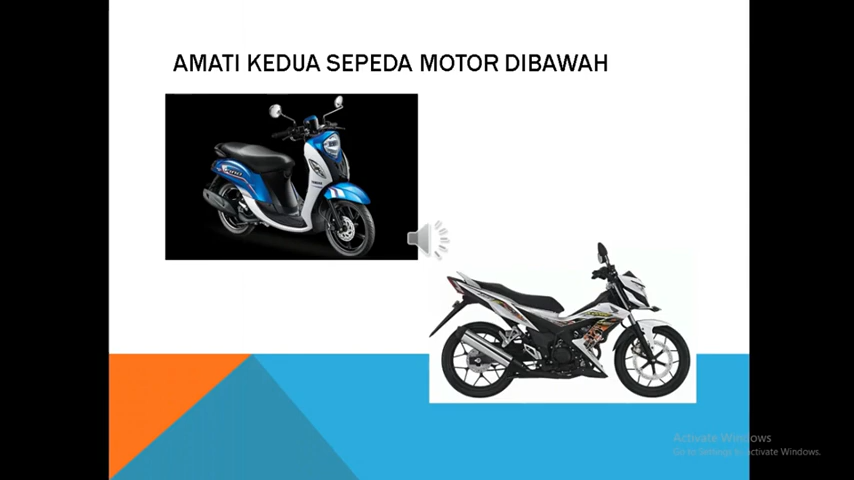 AMATI KEDUA SEPEDA MOTOR DIBAWAH
Activate Windows
Go to Settings to activate Windows.